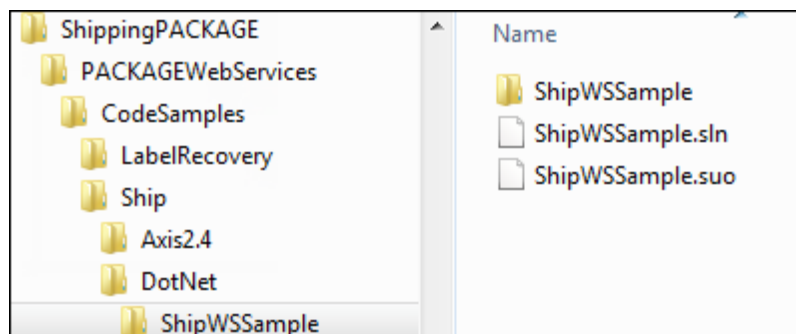 ShippingPACKAGE
PACKAGEWebServices
CodeSamples
LabelRecovery
Ship
Axis2.4
DotNet
ShipWSSample
Name
ShipWSSample
ShipWSSample.sln
ShipWSSample.suo